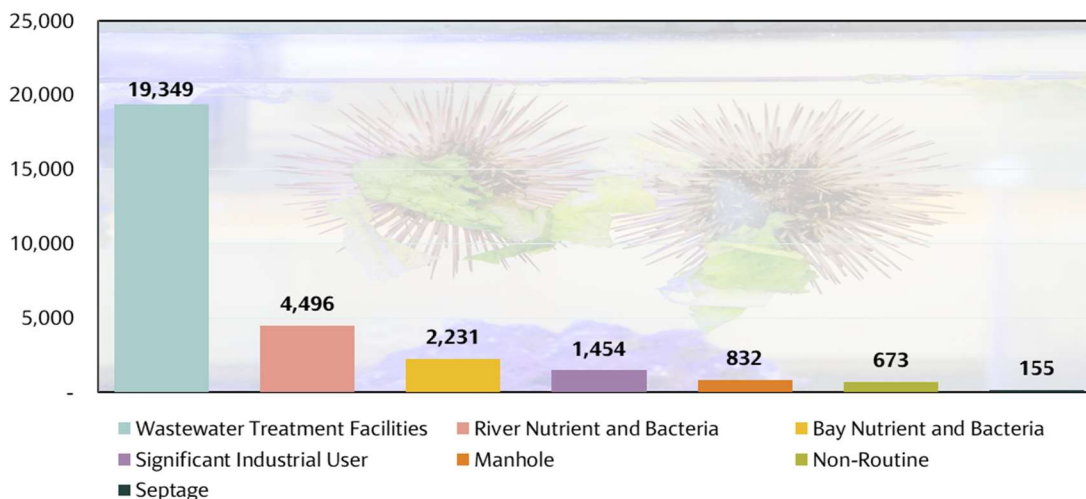 25,000
20,000
15,000
10,000
5,000
-
19,349
4,496
2,231
1,454
832
673
155
Wastewater Treatment Facilities
River Nutrient and Bacteria
Bay Nutrient and Bacteria
Significant Industrial User
Manhole
Non-Routine
Septage